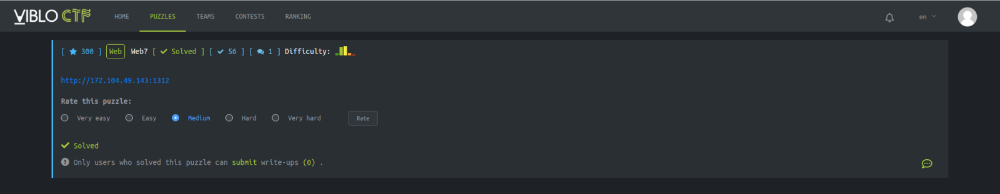 VIBLO CTF HOME PUZZLES TEAMS CONTESTS RANKING en
[ 300 ] Web Web7 [ Solved ] [ 56 ] [ 1 ] Difficulty:
http://172.104.49.143:1312
Rate this puzzle:
Very easy Easy Medium Hard Very hard Rate
Solved
Only users who solved this puzzle can submit write-ups (0) .